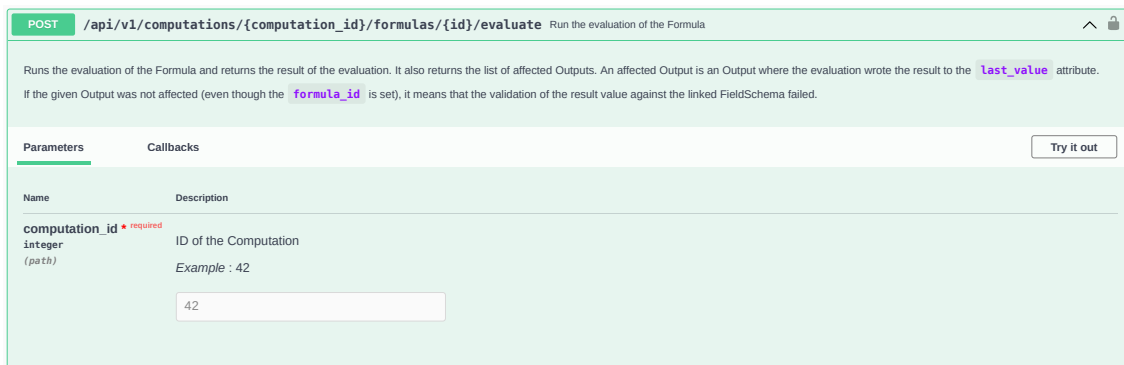 POST /api/v1/computations/{computation_id}/formulas/{id}/evaluate Run the evaluation of the Formula
Runs the evaluation of the Formula and returns the result of the evaluation. It also returns the list of affected Outputs. An affected Output is an Output where the evaluation wrote the result to the last_value attribute.
If the given Output was not affected (even though the formula_id is set), it means that the validation of the result value against the linked FieldSchema failed.
Parameters Callbacks Try it out
Name Description
computation_id * required
integer
(path)
ID of the Computation
Example : 42
42